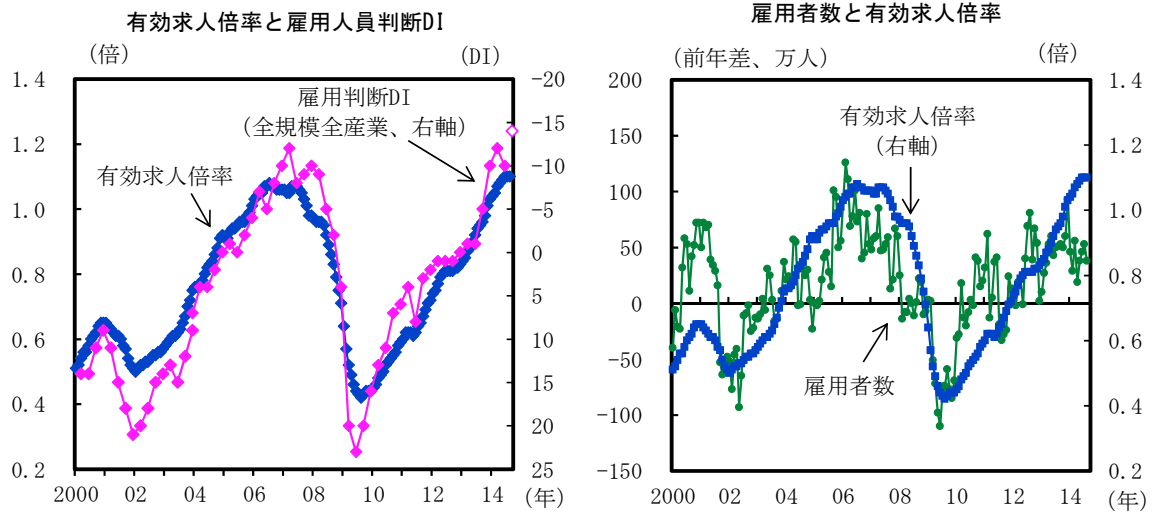 有効求人倍率と雇用人員判断DI
(倍)
(DI)
1.4
1.2
1.0
0.8
0.6
0.4
0.2
-20
-15
-10
-5
0
5
10
15
20
25
雇用判断DI
(全規模全産業、右軸)
有効求人倍率
2000 02 04 06 08 10 12 14
(年)
雇用者数と有効求人倍率
(前年差、万人)
(倍)
200
150
100
50
0
-50
-100
-150
1.4
1.2
1.0
0.8
0.6
0.4
0.2
有効求人倍率
(右軸)
雇用者数
2000 02 04 06 08 10 12 14
(年)